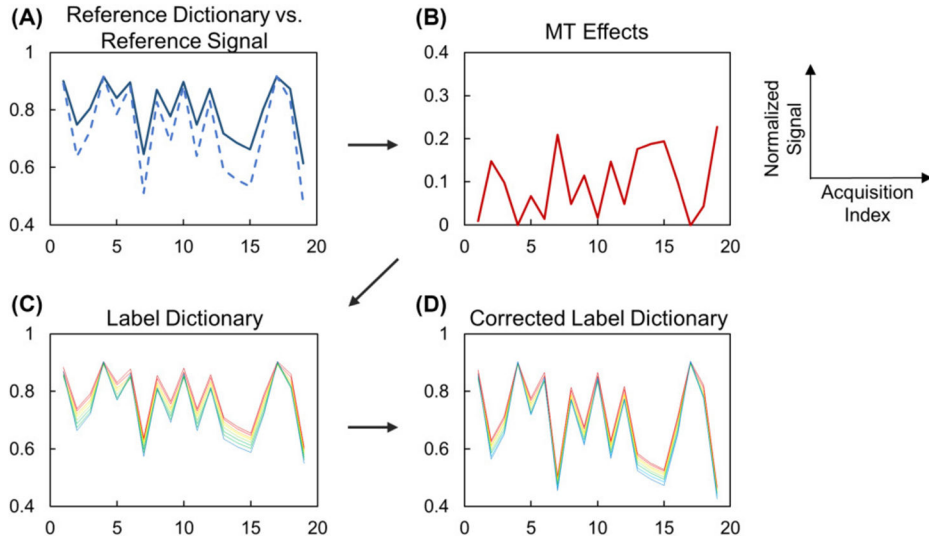 (A)
Reference Dictionary vs.
Reference Signal
1
0.8
0.6
0.4
0
5
10
15
20
(B)
MT Effects
0.4
0.3
0.2
0.1
0
0
5
10
15
20
Normalized
Signal
Acquisition
Index
(C)
Label Dictionary
1
0.8
0.6
0.4
0
5
10
15
20
(D)
Corrected Label Dictionary
1
0.8
0.6
0.4
0
5
10
15
20